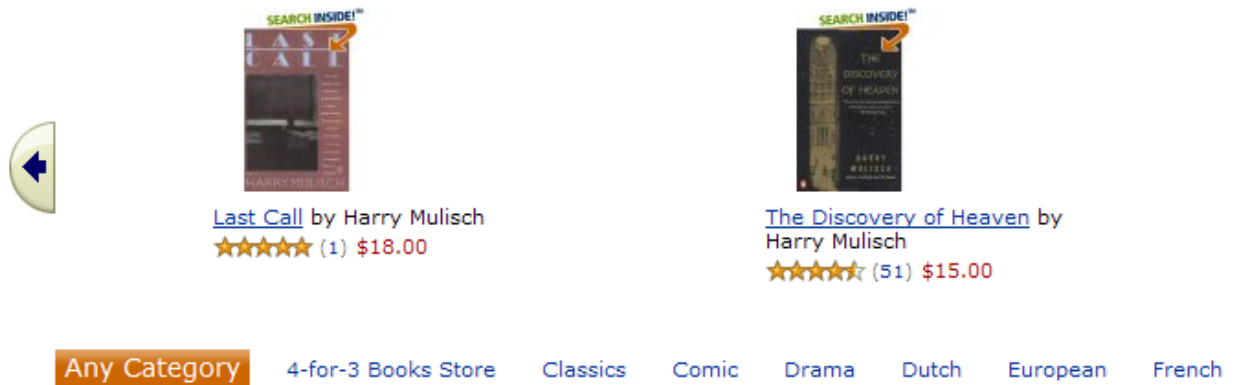 SEARCH INSIDE!™
LAST
CALL
HARRY MULISCH
Last Call by Harry Mulisch
(1) $18.00
SEARCH INSIDE!™
THE
DISCOVERY
OF HEAVEN
HARRY
MULISCH
The Discovery of Heaven by
Harry Mulisch
(51) $15.00
Any Category 4-for-3 Books Store Classics Comic Drama Dutch European French